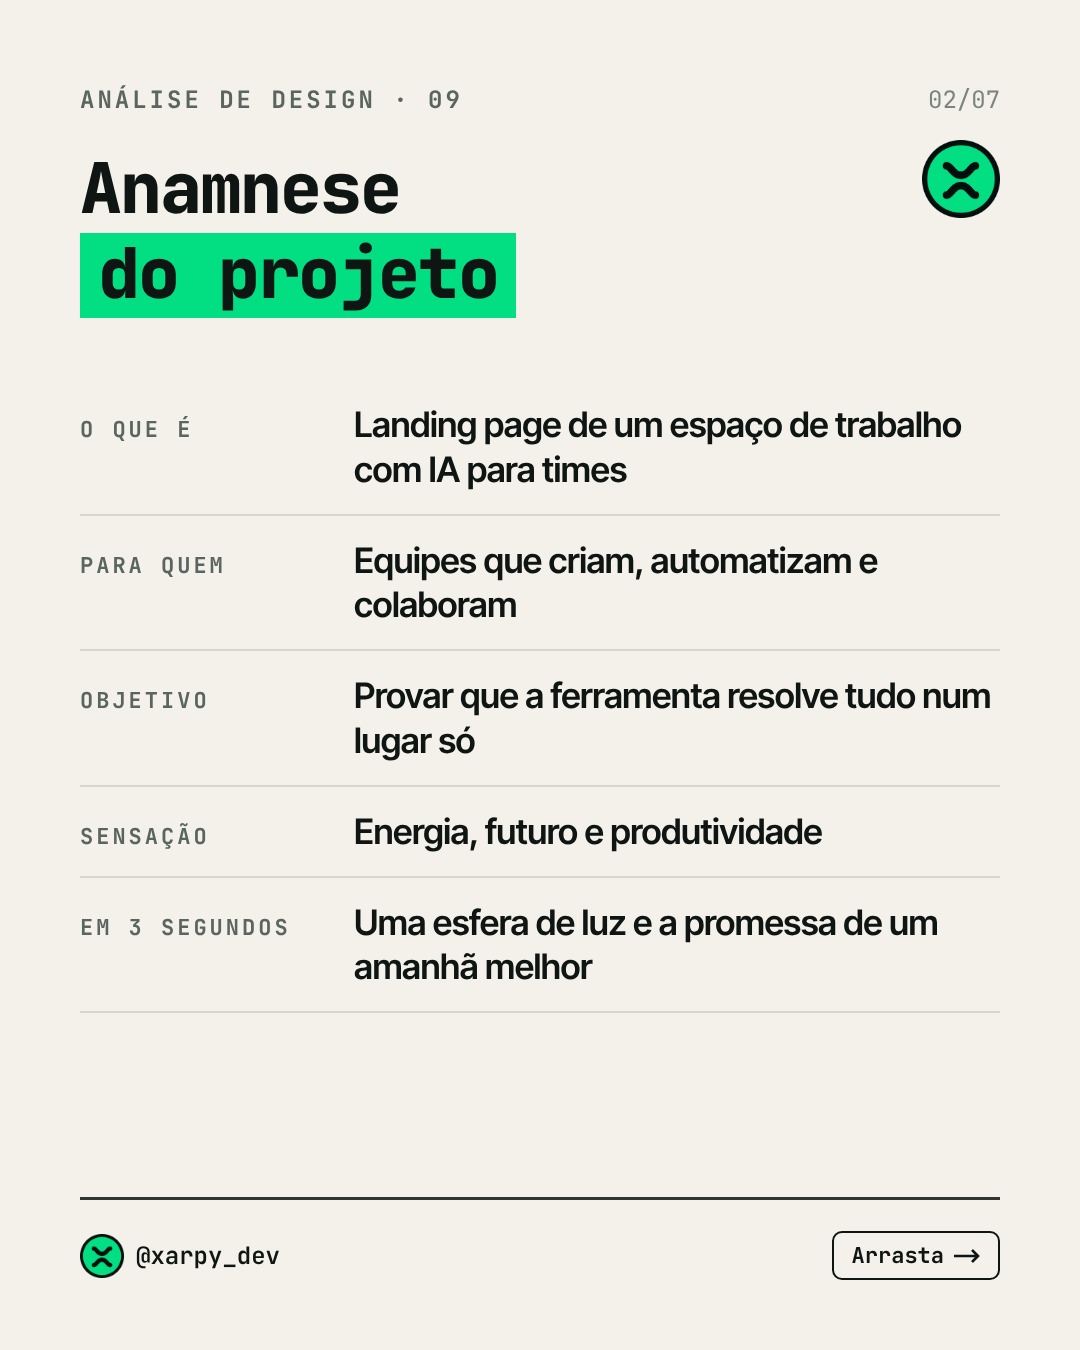 ANÁLISE DE DESIGN · 09
02/07
Anamnese
do projeto
O QUE É
Landing page de um espaço de trabalho
com IA para times
PARA QUEM
Equipes que criam, automatizam e
colaboram
OBJETIVO
Provar que a ferramenta resolve tudo num
lugar só
SENSAÇÃO
Energia, futuro e produtividade
EM 3 SEGUNDOS
Uma esfera de luz e a promessa de um
amanhã melhor
@xarpy_dev
Arrasta →